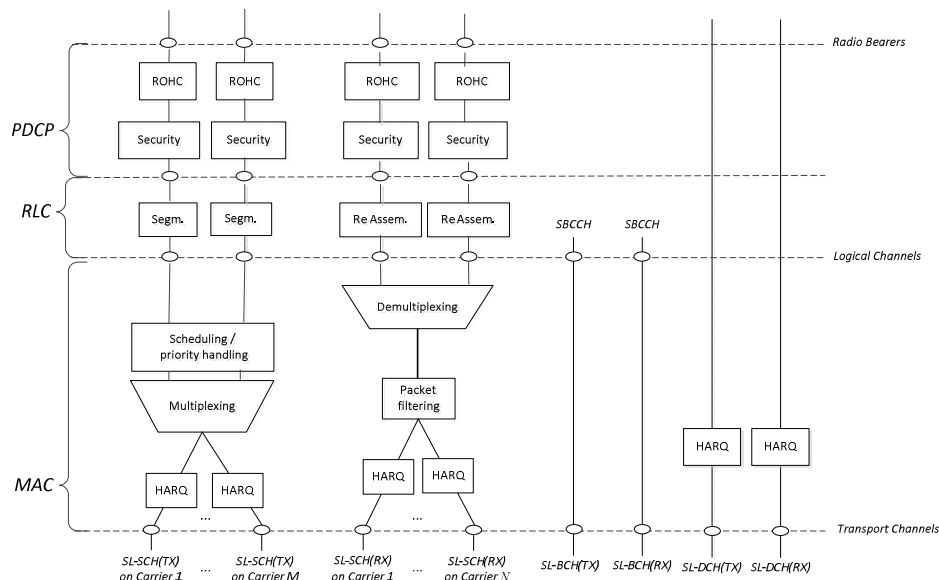 Radio Bearers
ROHC
ROHC
ROHC
ROHC
PDCP
Security
Security
Security
Security
RLC
Segm.
Segm.
Re Assem.
Re Assem.
SBCCH
SBCCH
Logical Channels
Demultiplexing
Scheduling /
priority handling
Multiplexing
Packet
filtering
HARQ
HARQ
MAC
HARQ
HARQ
HARQ
HARQ
...
...
Transport Channels
SL-SCH(TX)
on Carrier 1
...
SL-SCH(TX)
on Carrier M
SL-SCH(RX)
on Carrier 1
...
SL-SCH(RX)
on Carrier N
SL-BCH(TX)
SL-BCH(RX)
SL-DCH(TX)
SL-DCH(RX)